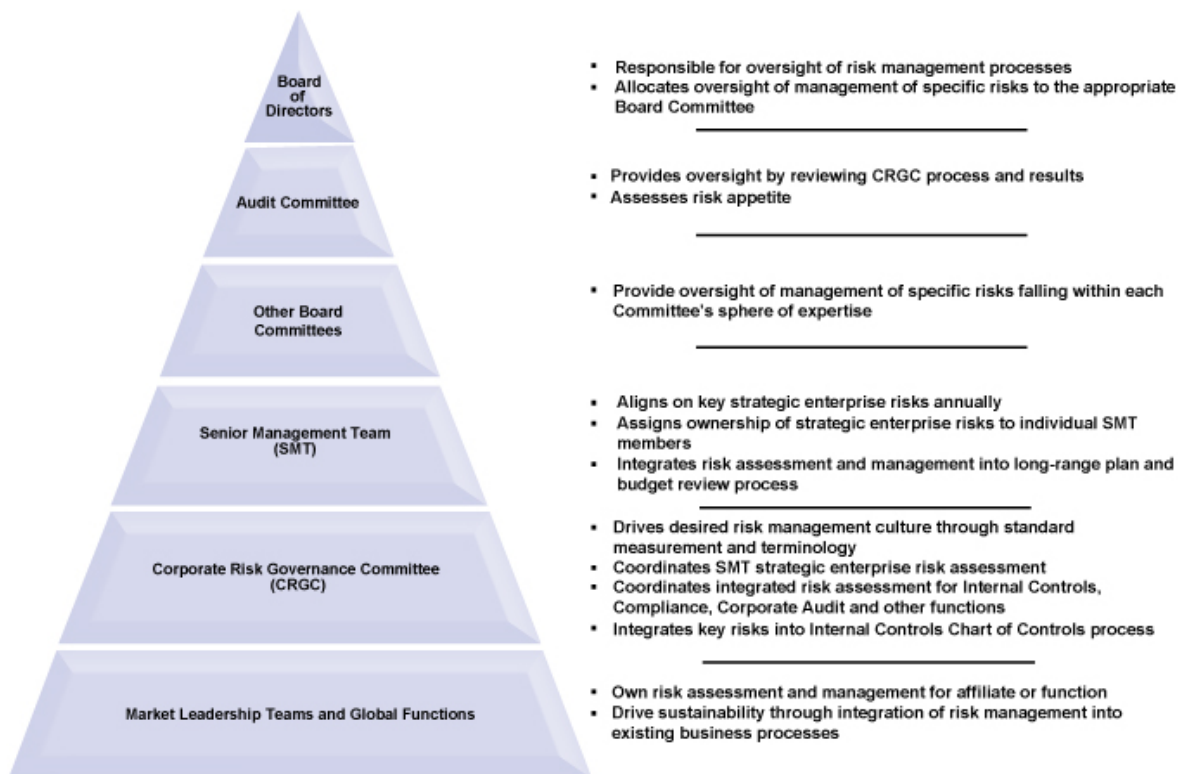 Board
of
Directors
▪ Responsible for oversight of risk management processes
▪ Allocates oversight of management of specific risks to the appropriate
Board Committee
Audit Committee
▪ Provides oversight by reviewing CRGC process and results
▪ Assesses risk appetite
Other Board
Committees
▪ Provide oversight of management of specific risks falling within each
Committee's sphere of expertise
Senior Management Team
(SMT)
▪ Aligns on key strategic enterprise risks annually
▪ Assigns ownership of strategic enterprise risks to individual SMT
members
▪ Integrates risk assessment and management into long-range plan and
budget review process
Corporate Risk Governance Committee
(CRGC)
▪ Drives desired risk management culture through standard
measurement and terminology
▪ Coordinates SMT strategic enterprise risk assessment
▪ Coordinates integrated risk assessment for Internal Controls,
Compliance, Corporate Audit and other functions
▪ Integrates key risks into Internal Controls Chart of Controls process
Market Leadership Teams and Global Functions
▪ Own risk assessment and management for affiliate or function
▪ Drive sustainability through integration of risk management into
existing business processes